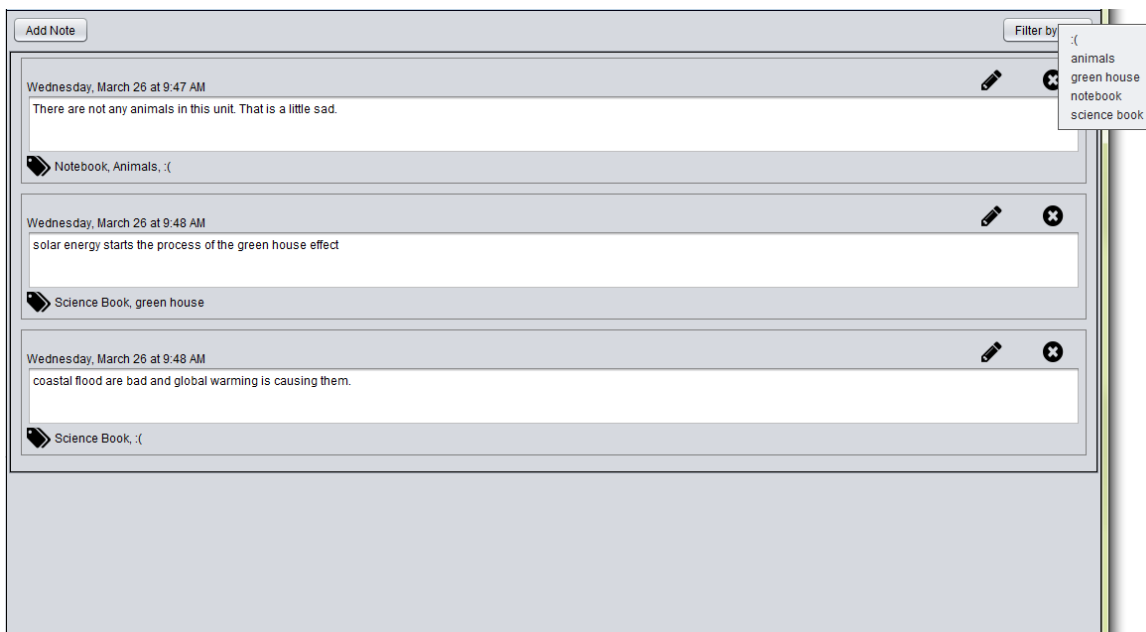 Add Note
Filter by
:(
animals
green house
notebook
science book
Wednesday, March 26 at 9:47 AM
There are not any animals in this unit. That is a little sad.
Notebook, Animals, :(
Wednesday, March 26 at 9:48 AM
solar energy starts the process of the green house effect
Science Book, green house
Wednesday, March 26 at 9:48 AM
coastal flood are bad and global warming is causing them.
Science Book, :(